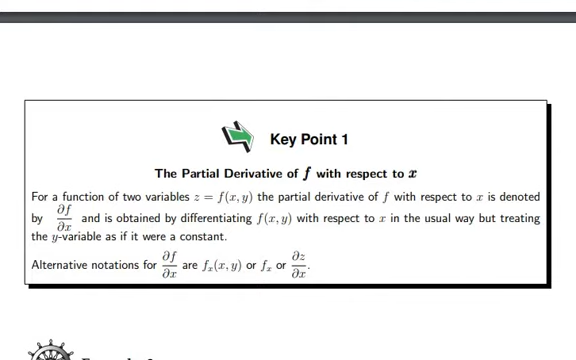 Key Point 1
The Partial Derivative of f with respect to x
For a function of two variables z = f(x, y) the partial derivative of f with respect to x is denoted
by ∂f/∂x and is obtained by differentiating f(x, y) with respect to x in the usual way but treating
the y-variable as if it were a constant.
Alternative notations for ∂f/∂x are fₓ(x, y) or fₓ or ∂z/∂x.